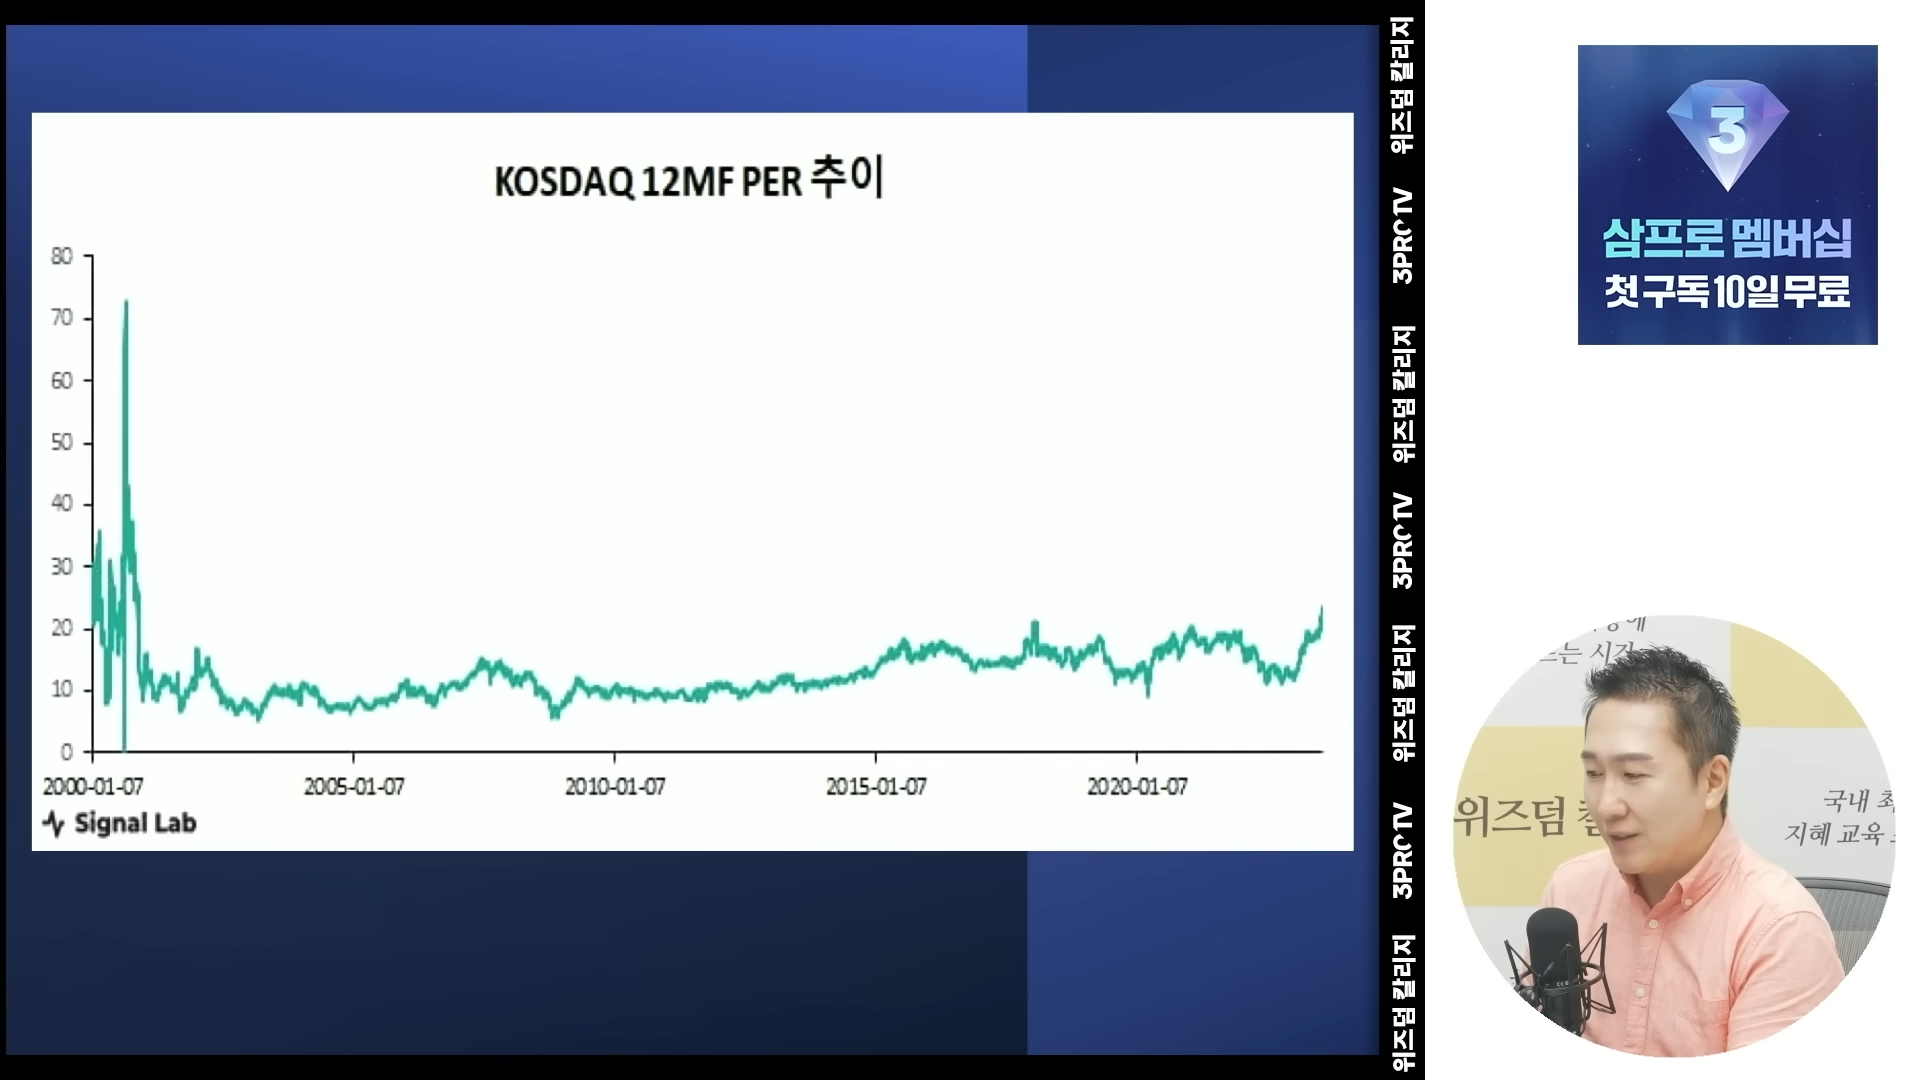 KOSDAQ 12MF PER 추이
80
70
60
50
40
30
20
10
0
2000-01-07
2005-01-07
2010-01-07
2015-01-07
2020-01-07
Signal Lab
위즈덤 칼리지
3PROTV
위즈덤 칼리지
3PROTV
위즈덤 칼리지
3PROTV
위즈덤 칼리지
3
삼프로 멤버십
첫 구독 10일 무료
는 시간
위즈덤
국내 최
지혜 교육